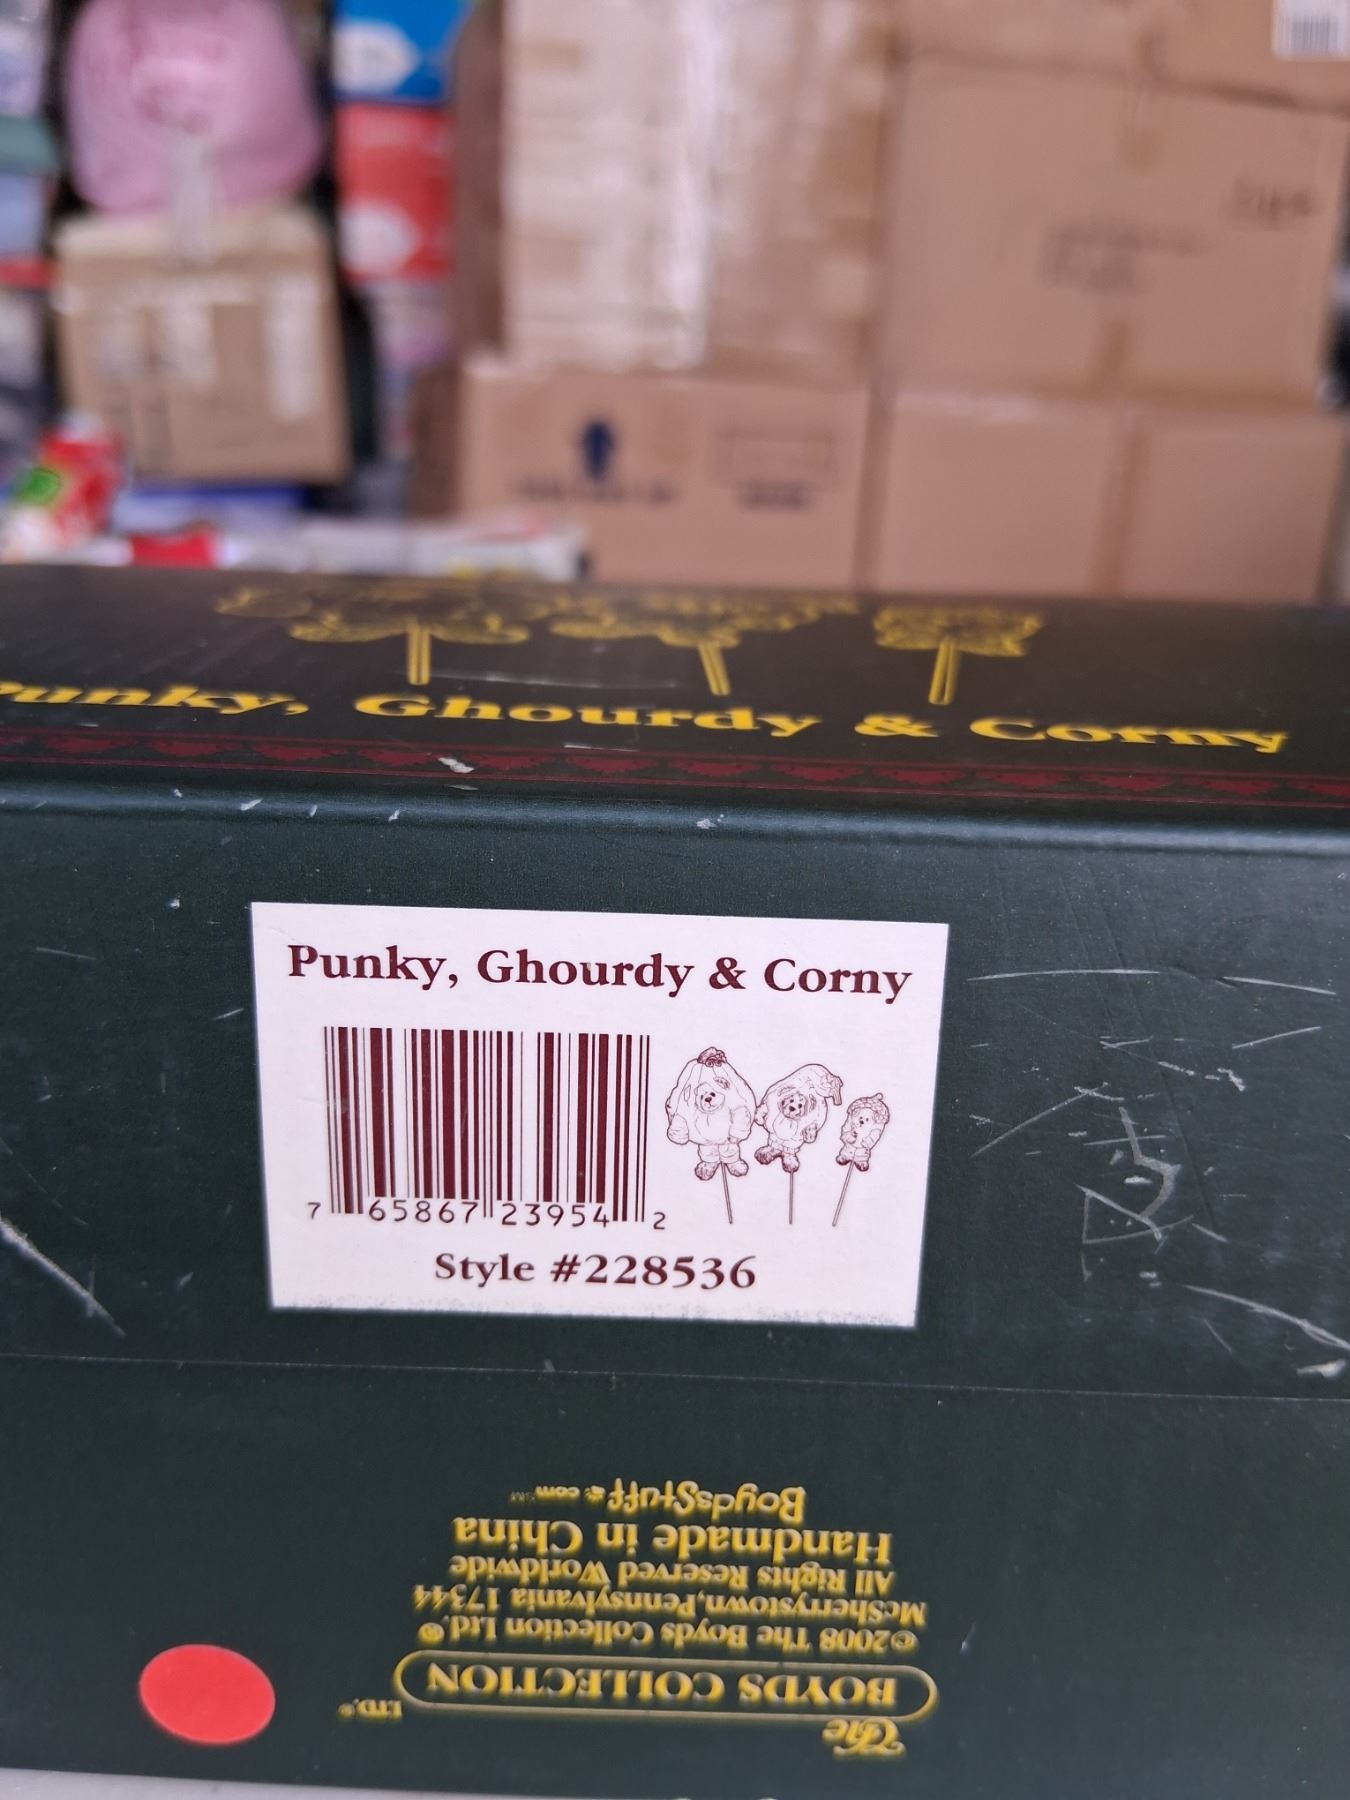 Punky, Ghourdy & Corny
Punky, Ghourdy & Corny
7 65867 23954 2
Style #228536
The
BOYDS COLLECTION LTD.®
©2008 The Boyds Collection Ltd.®
McSherrystown, Pennsylvania 17344
All Rights Reserved Worldwide
Handmade in China
BoydsStuff.com℠